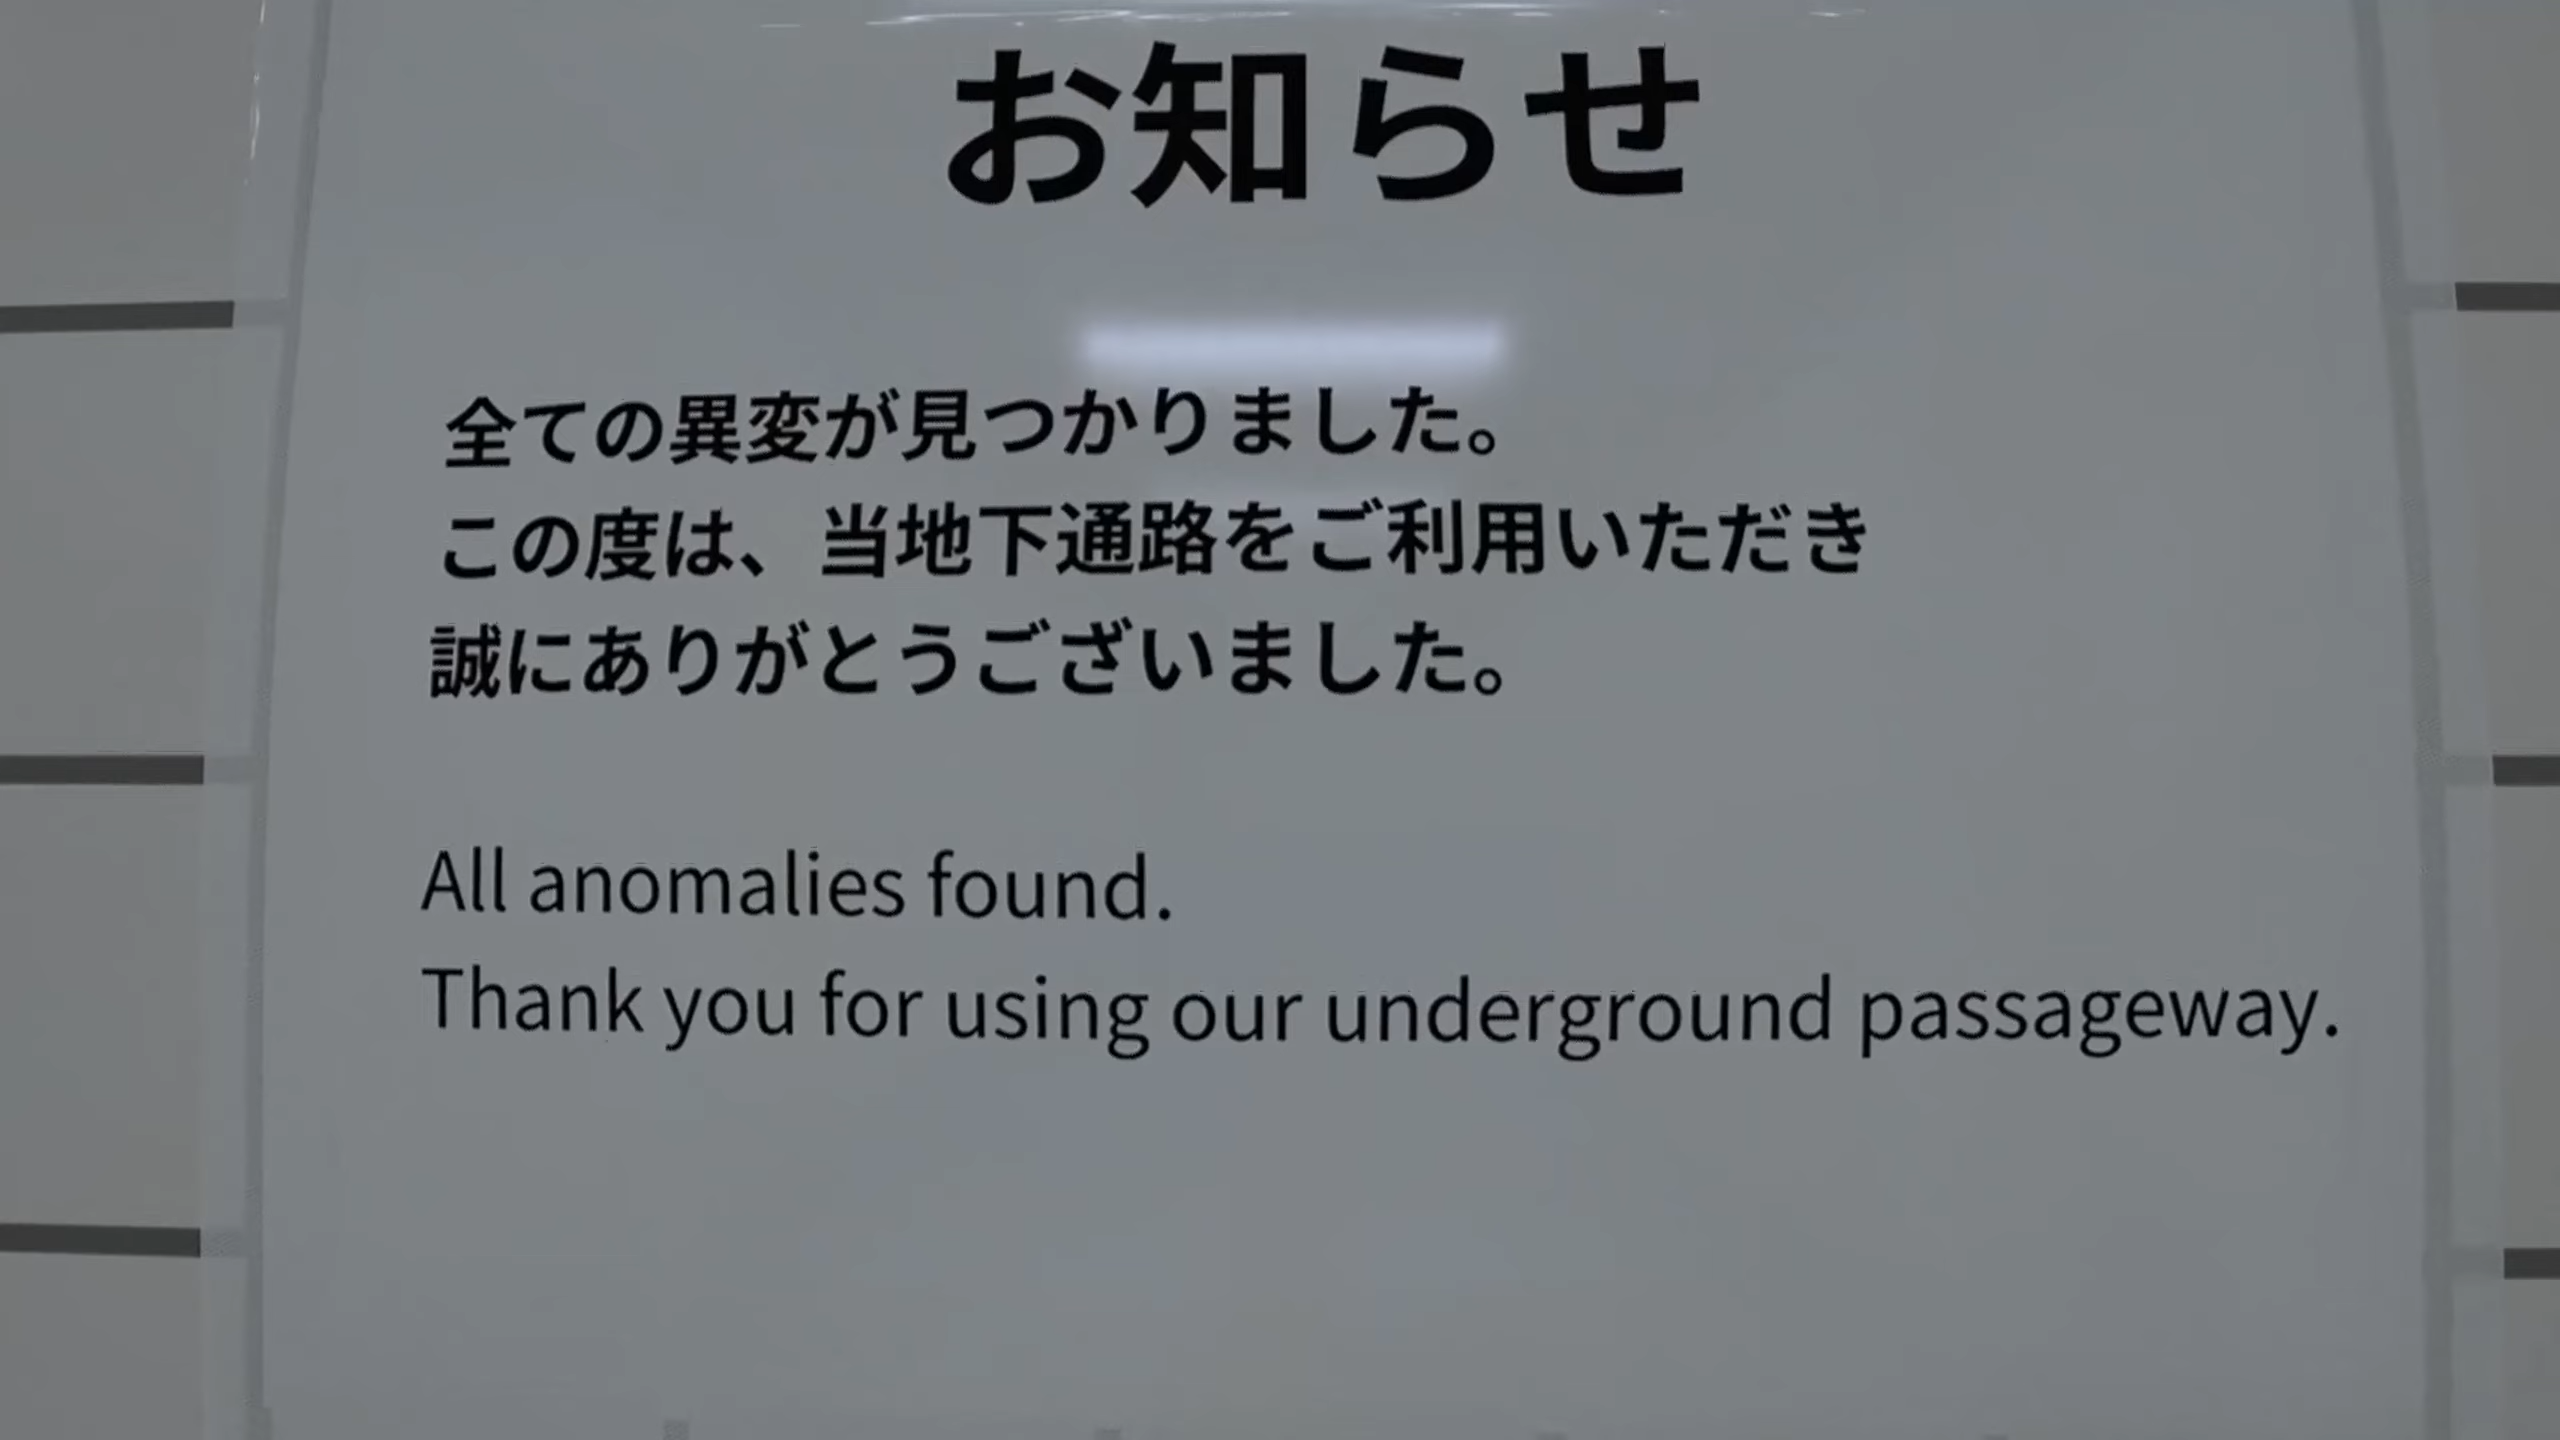 お知らせ
全ての異変が見つかりました。
この度は、当地下通路をご利用いただき
誠にありがとうございました。
All anomalies found.
Thank you for using our underground passageway.